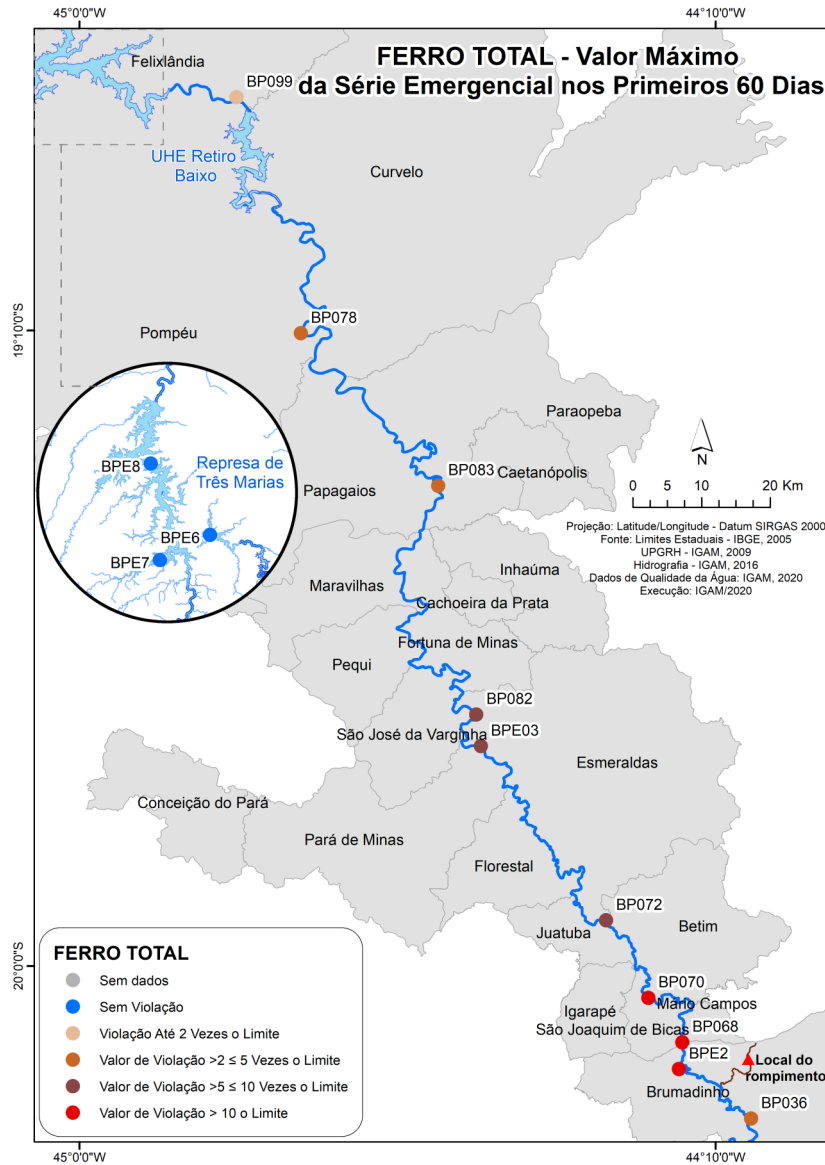 45°0'0"W
44°10'0"W
FERRO TOTAL - Valor Máximo
da Série Emergencial nos Primeiros 60 Dias
Felixlândia
BP099
UHE Retiro
Baixo
Curvelo
19°10'0"S
BP078
Pompéu
Paraopeba
BP083
Caetanópolis
BPE8
Represa de
Três Marias
Papagaios
N
0 5 10 20 Km
BPE6
BPE7
Projeção: Latitude/Longitude - Datum SIRGAS 2000
Fonte: Limites Estaduais - IBGE, 2005
UPGRH - IGAM, 2009
Hidrografia - IGAM, 2016
Dados de Qualidade da Água: IGAM, 2020
Execução: IGAM/2020
Inhaúma
Maravilhas
Cachoeira da Prata
Fortuna de Minas
Pequi
BP082
São José da Varginha
BPE03
Esmeraldas
Conceição do Pará
Pará de Minas
Florestal
BP072
Juatuba
Betim
20°0'0"S
BP070
Mário Campos
Igarapé
São Joaquim de Bicas
BP068
BPE2
Local do
rompimento
Brumadinho
BP036
FERRO TOTAL
Sem dados
Sem Violação
Violação Até 2 Vezes o Limite
Valor de Violação >2 ≤ 5 Vezes o Limite
Valor de Violação >5 ≤ 10 Vezes o Limite
Valor de Violação > 10 o Limite
45°0'0"W
44°10'0"W